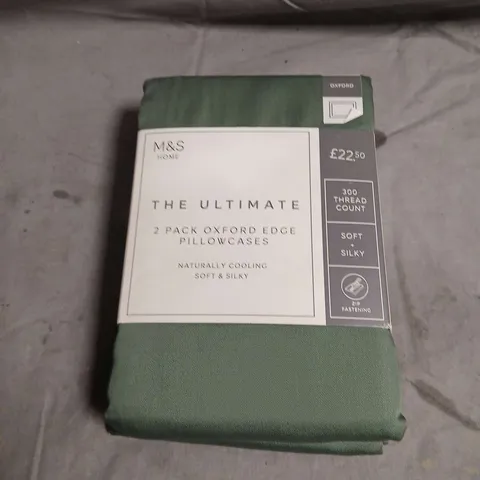 M&S
HOME
THE ULTIMATE
2 PACK OXFORD EDGE
PILLOWCASES
NATURALLY COOLING
SOFT & SILKY
OXFORD
£22.50
300
THREAD
COUNT
SOFT
+
SILKY
ZIP
FASTENING